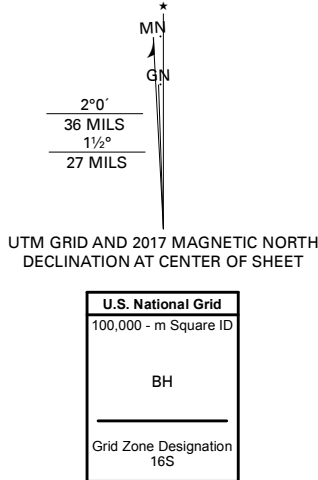 MN
GN
2°0´
36 MILS
1½°
27 MILS
UTM GRID AND 2017 MAGNETIC NORTH
DECLINATION AT CENTER OF SHEET
U.S. National Grid
100,000 - m Square ID
BH
Grid Zone Designation
16S